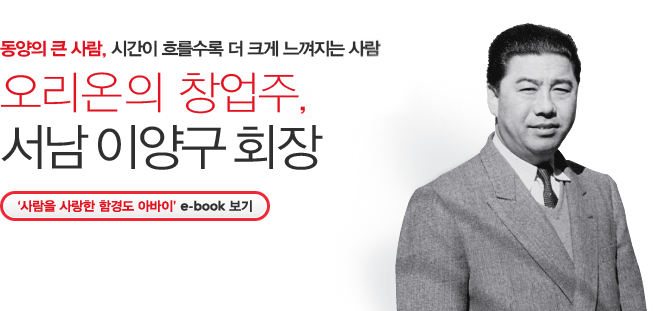 동양의 큰 사람, 시간이 흐를수록 더 크게 느껴지는 사람
오리온의 창업주,
서남 이양구 회장
‘사람을 사랑한 함경도 아바이’ e-book 보기